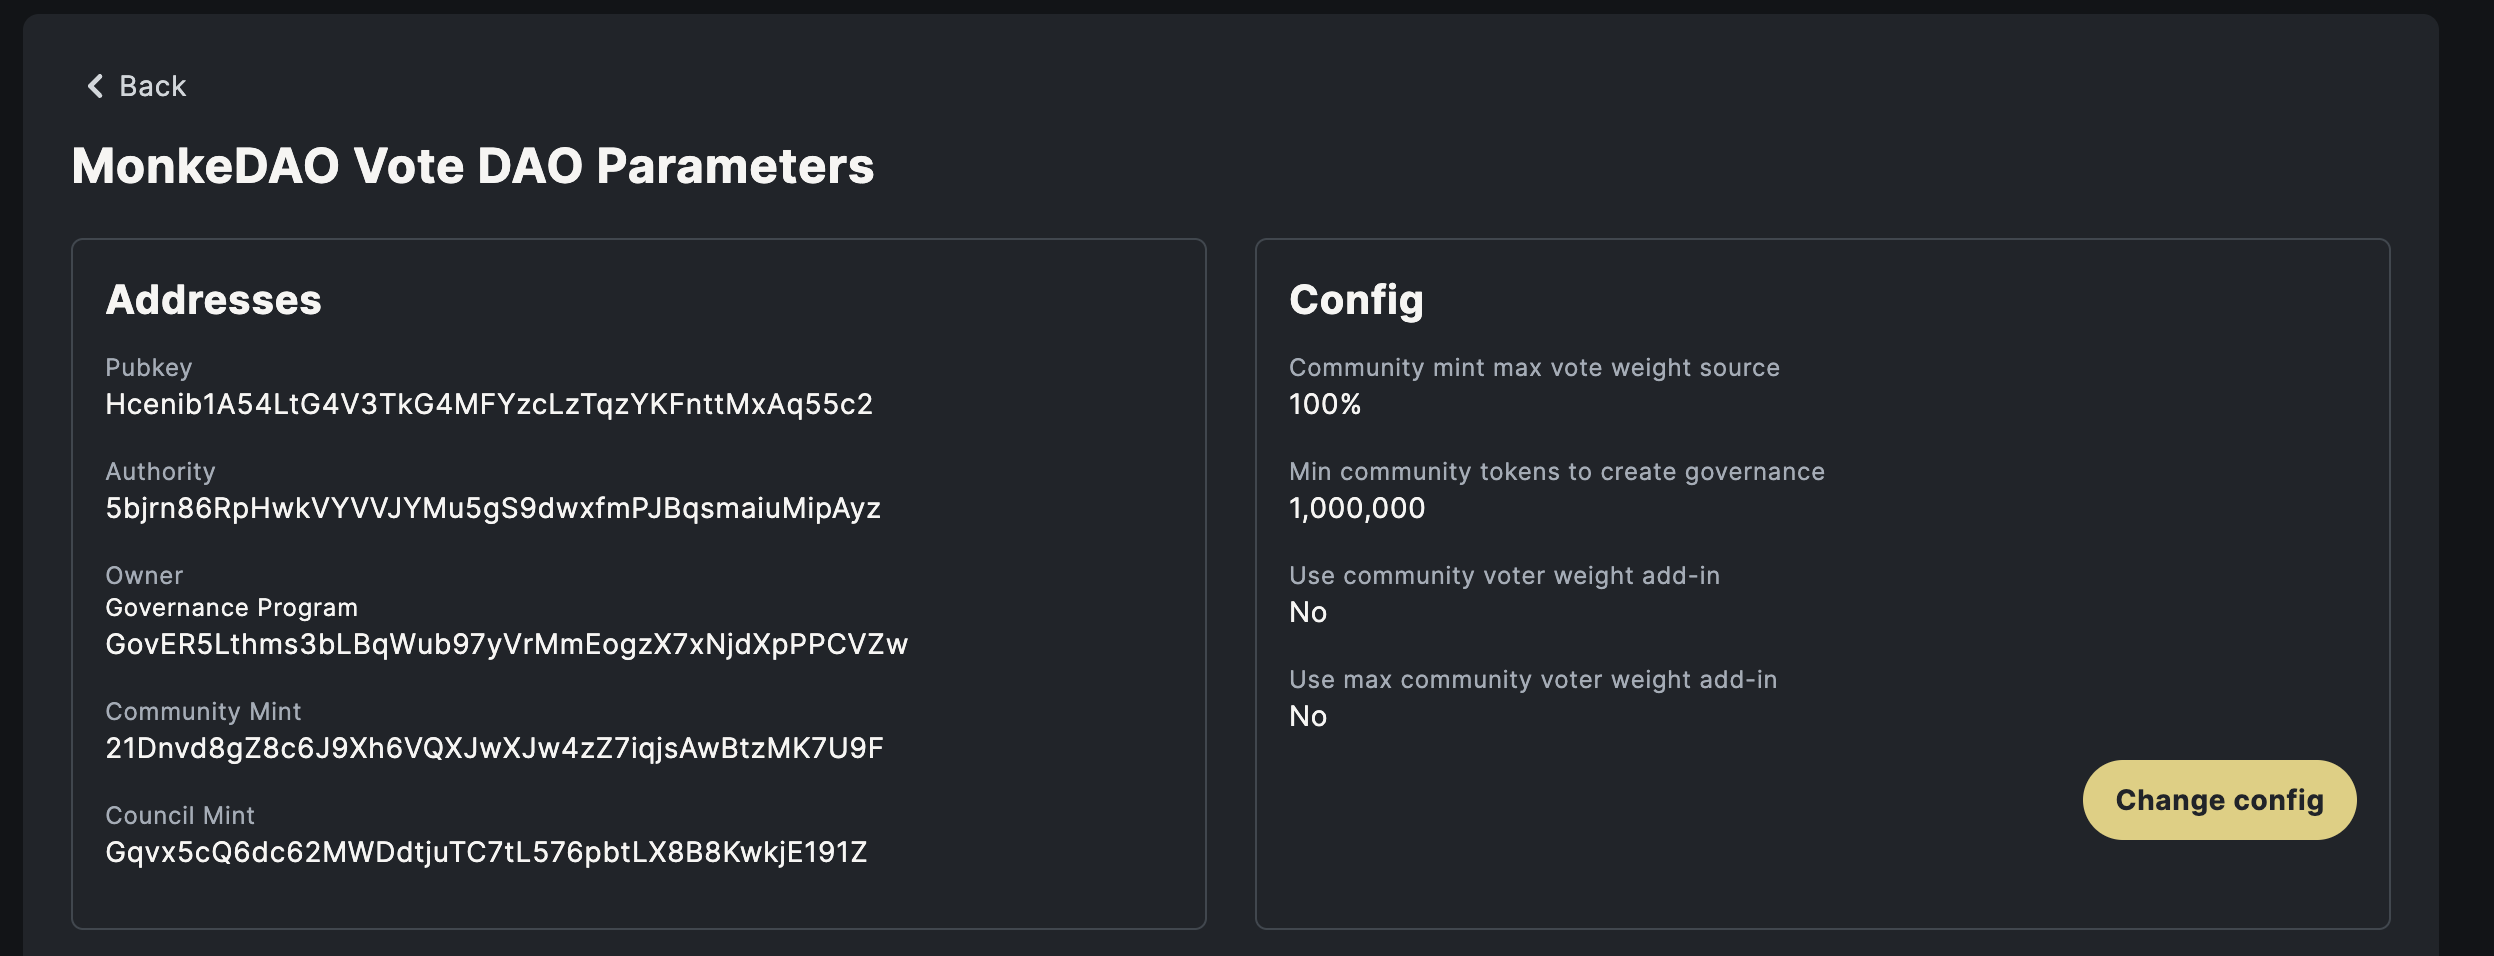 Back
MonkeDAO Vote DAO Parameters
Addresses
Pubkey
Hcenib1A54LtG4V3TkG4MFYzcLzTqzYKFnttMxAq55c2
Authority
5bjrn86RpHwkVYVVJYMu5gS9dwxfmPJBqsmaiuMipAyz
Owner
Governance Program
GovER5Lthms3bLBqWub97yVrMmEogzX7xNjdXpPPCVZw
Community Mint
21Dnvd8gZ8c6J9Xh6VQXJwXJw4zZ7iqjsAwBtzMK7U9F
Council Mint
Gqvx5cQ6dc62MWDdtjuTC7tL576pbtLX8B8KwkjE191Z
Config
Community mint max vote weight source
100%
Min community tokens to create governance
1,000,000
Use community voter weight add-in
No
Use max community voter weight add-in
No
Change config